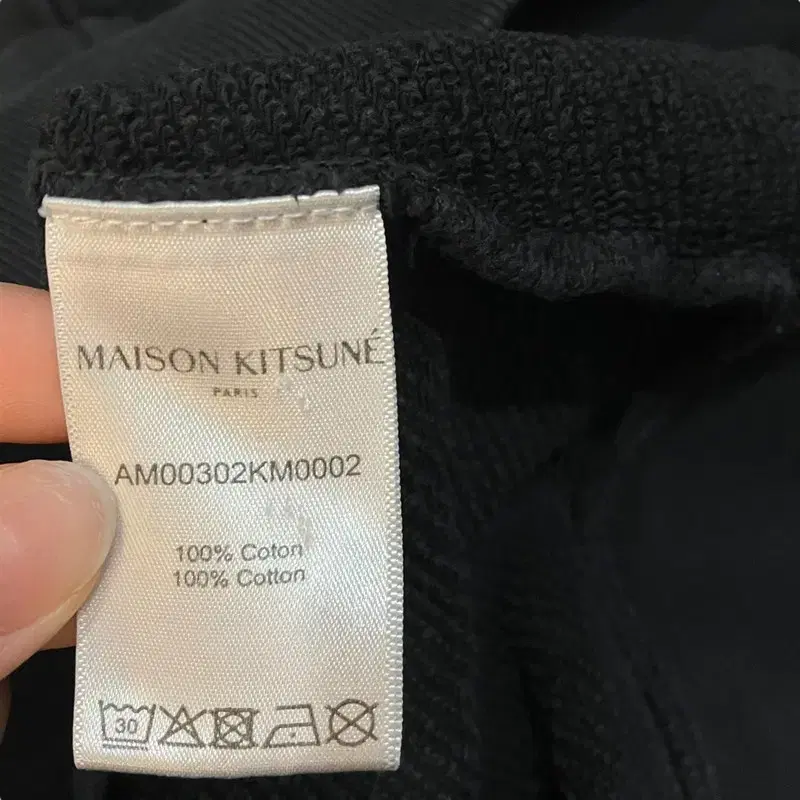 MAISON KITSUNÉ
PARIS
AM00302KM0002
100% Coton
100% Cotton
30